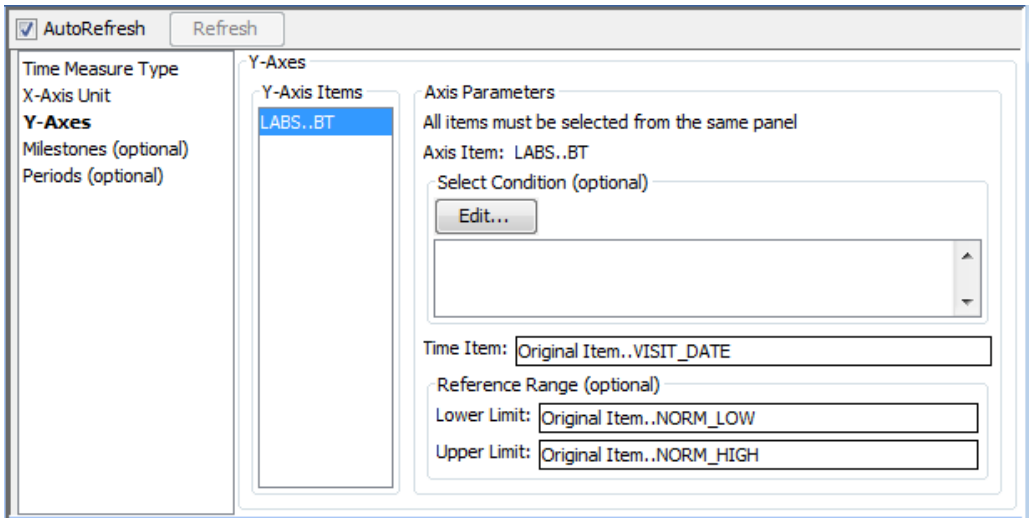 AutoRefresh Refresh
Time Measure Type
X-Axis Unit
Y-Axes
Milestones (optional)
Periods (optional)
Y-Axes
Y-Axis Items
LABS..BT
Axis Parameters
All items must be selected from the same panel
Axis Item: LABS..BT
Select Condition (optional)
Edit...
Time Item: Original Item..VISIT_DATE
Reference Range (optional)
Lower Limit: Original Item..NORM_LOW
Upper Limit: Original Item..NORM_HIGH